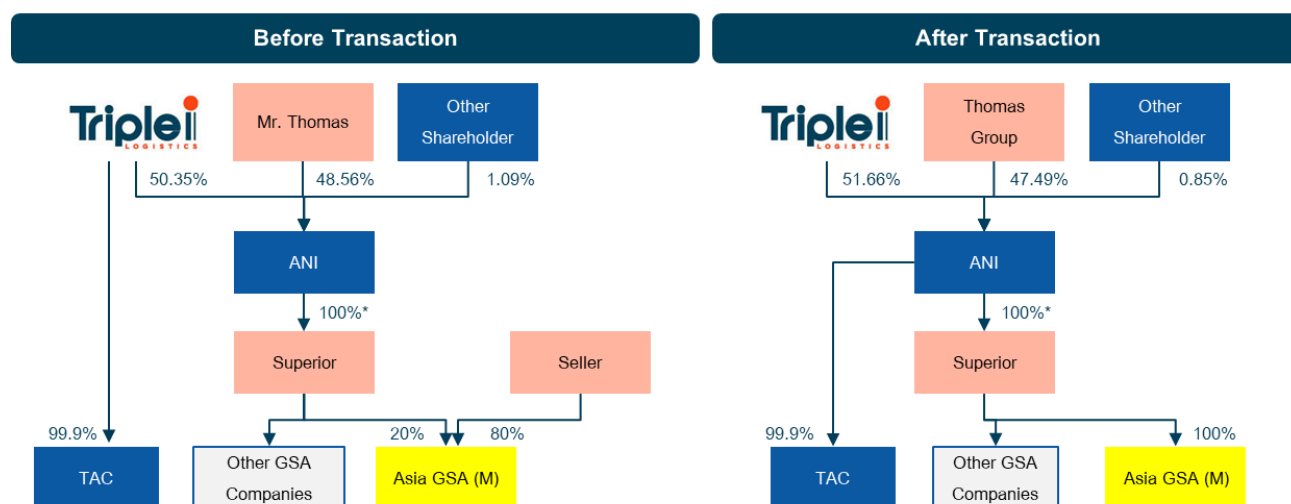 Before Transaction
After Transaction
Triplei
LOGISTICS
Mr. Thomas
Other
Shareholder
50.35%
48.56%
1.09%
ANI
100%*
Superior
Seller
99.9%
20%
80%
TAC
Other GSA
Companies
Asia GSA (M)
Triplei
LOGISTICS
Thomas
Group
Other
Shareholder
51.66%
47.49%
0.85%
ANI
100%*
Superior
99.9%
100%
TAC
Other GSA
Companies
Asia GSA (M)